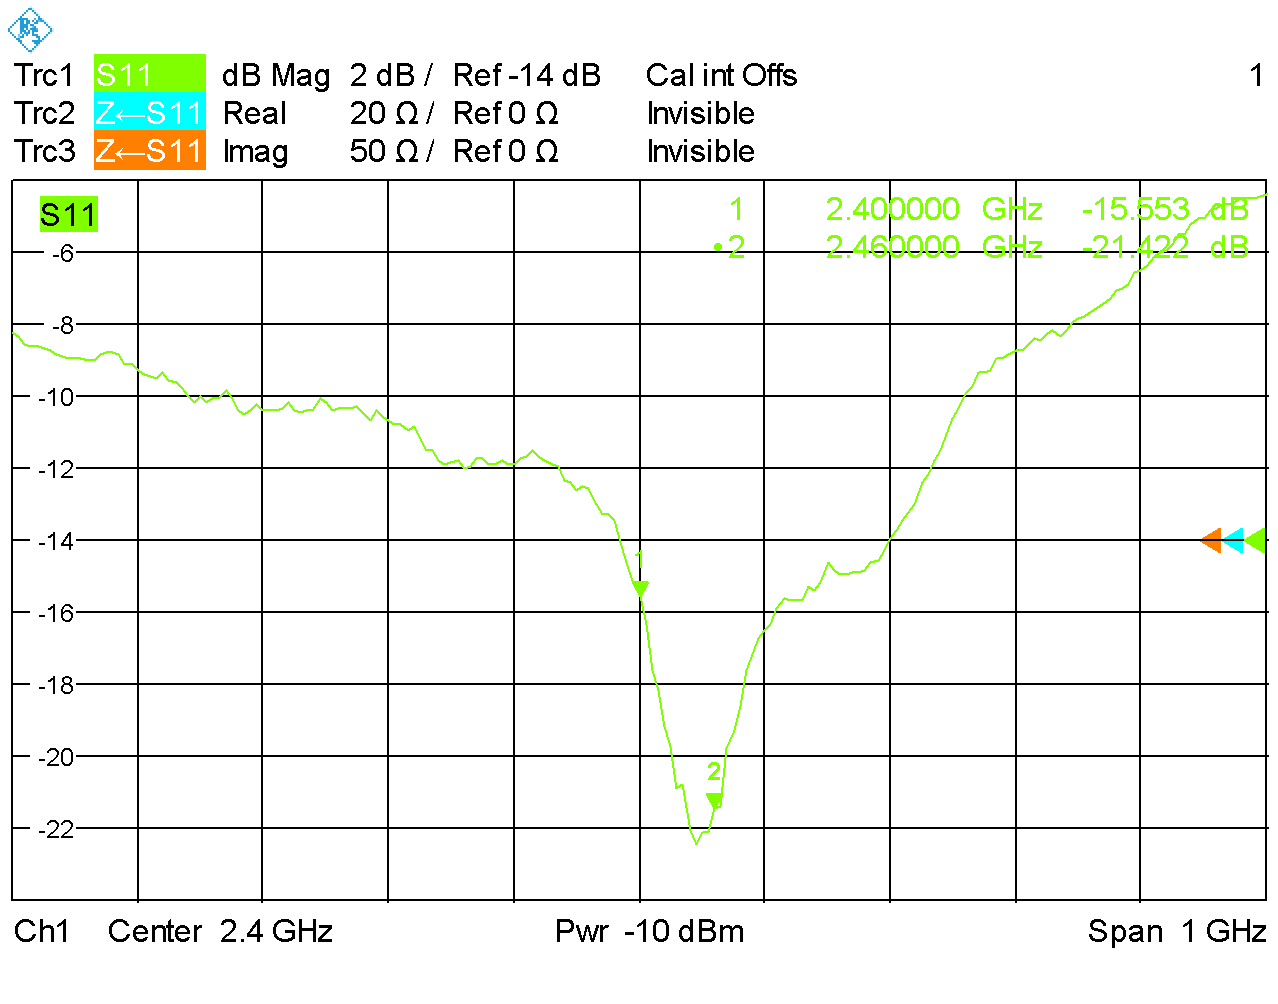 Trc1 S11 dB Mag 2 dB / Ref -14 dB Cal int Offs 1
Trc2 Z←S11 Real 20 Ω / Ref 0 Ω Invisible
Trc3 Z←S11 Imag 50 Ω / Ref 0 Ω Invisible
S11
1 2.400000 GHz -15.553 dB
•2 2.460000 GHz -21.422 dB
-6
-8
-10
-12
-14
1
-16
-18
-20
2
-22
Ch1 Center 2.4 GHz Pwr -10 dBm Span 1 GHz